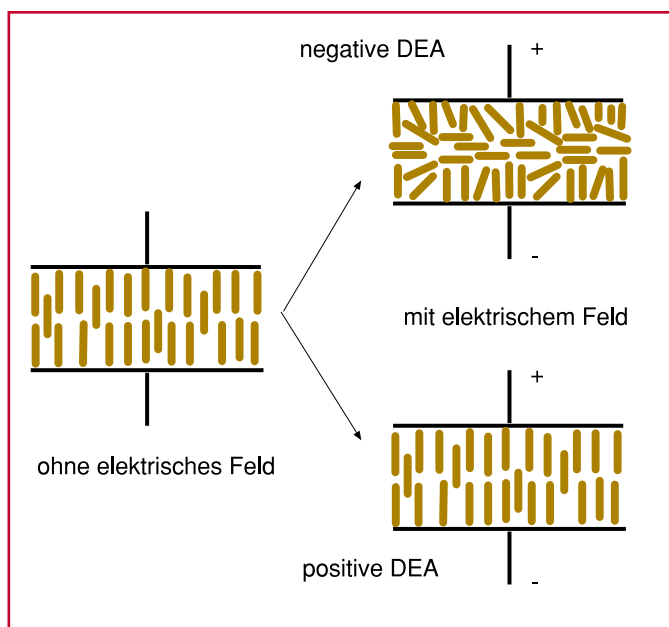 negative DEA
+
-
mit elektrischem Feld
ohne elektrisches Feld
+
positive DEA
-